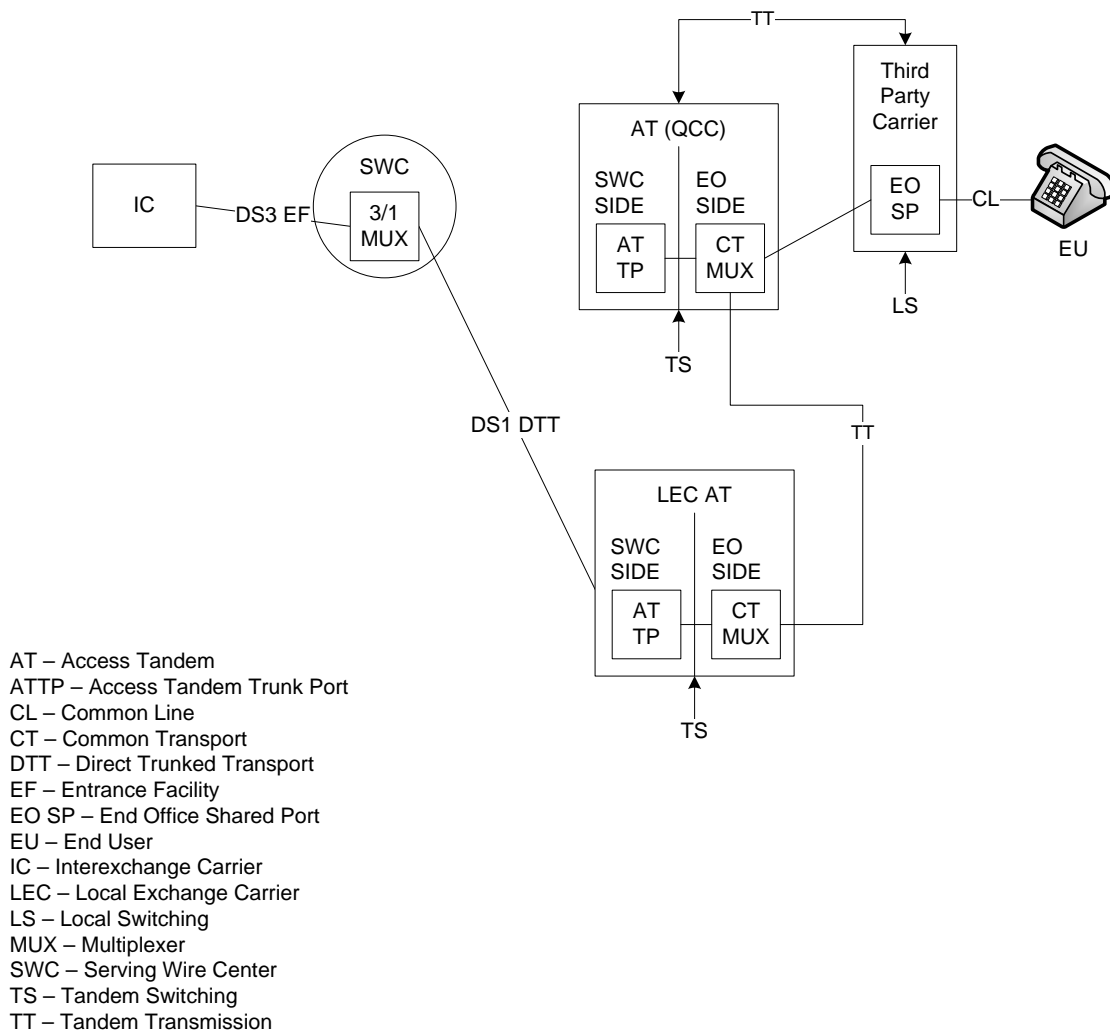 TT
Third
Party
Carrier
AT (QCC)
SWC
SIDE
EO
SIDE
AT
TP
CT
MUX
EO
SP
CL
EU
LS
TS
IC
DS3 EF
SWC
3/1
MUX
DS1 DTT
TT
LEC AT
SWC
SIDE
EO
SIDE
AT
TP
CT
MUX
TS
AT – Access Tandem
ATTP – Access Tandem Trunk Port
CL – Common Line
CT – Common Transport
DTT – Direct Trunked Transport
EF – Entrance Facility
EO SP – End Office Shared Port
EU – End User
IC – Interexchange Carrier
LEC – Local Exchange Carrier
LS – Local Switching
MUX – Multiplexer
SWC – Serving Wire Center
TS – Tandem Switching
TT – Tandem Transmission